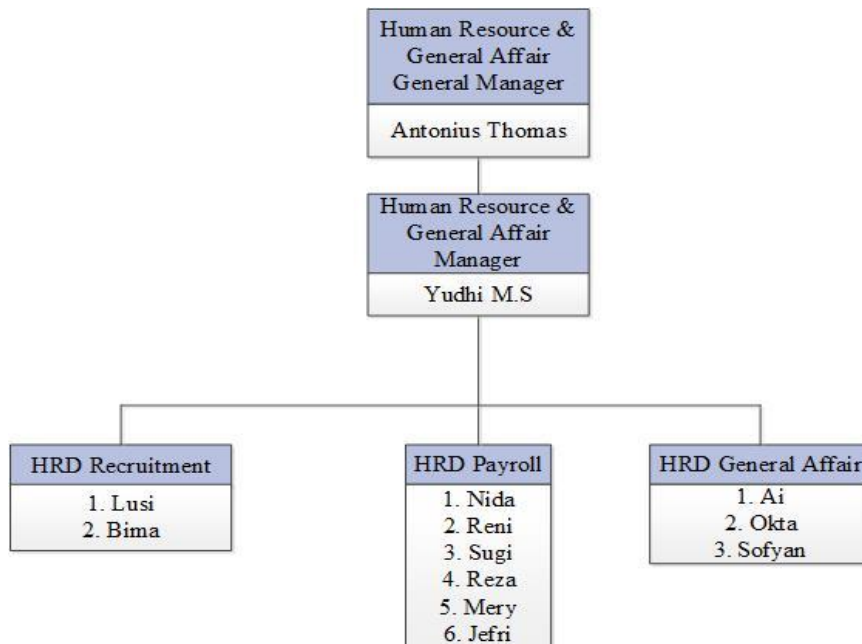 Human Resource &
General Affair
General Manager
Antonius Thomas
Human Resource &
General Affair
Manager
Yudhi M.S
HRD Recruitment
1. Lusi
2. Bima
HRD Payroll
1. Nida
2. Reni
3. Sugi
4. Reza
5. Mery
6. Jefri
HRD General Affair
1. Ai
2. Okta
3. Sofyan